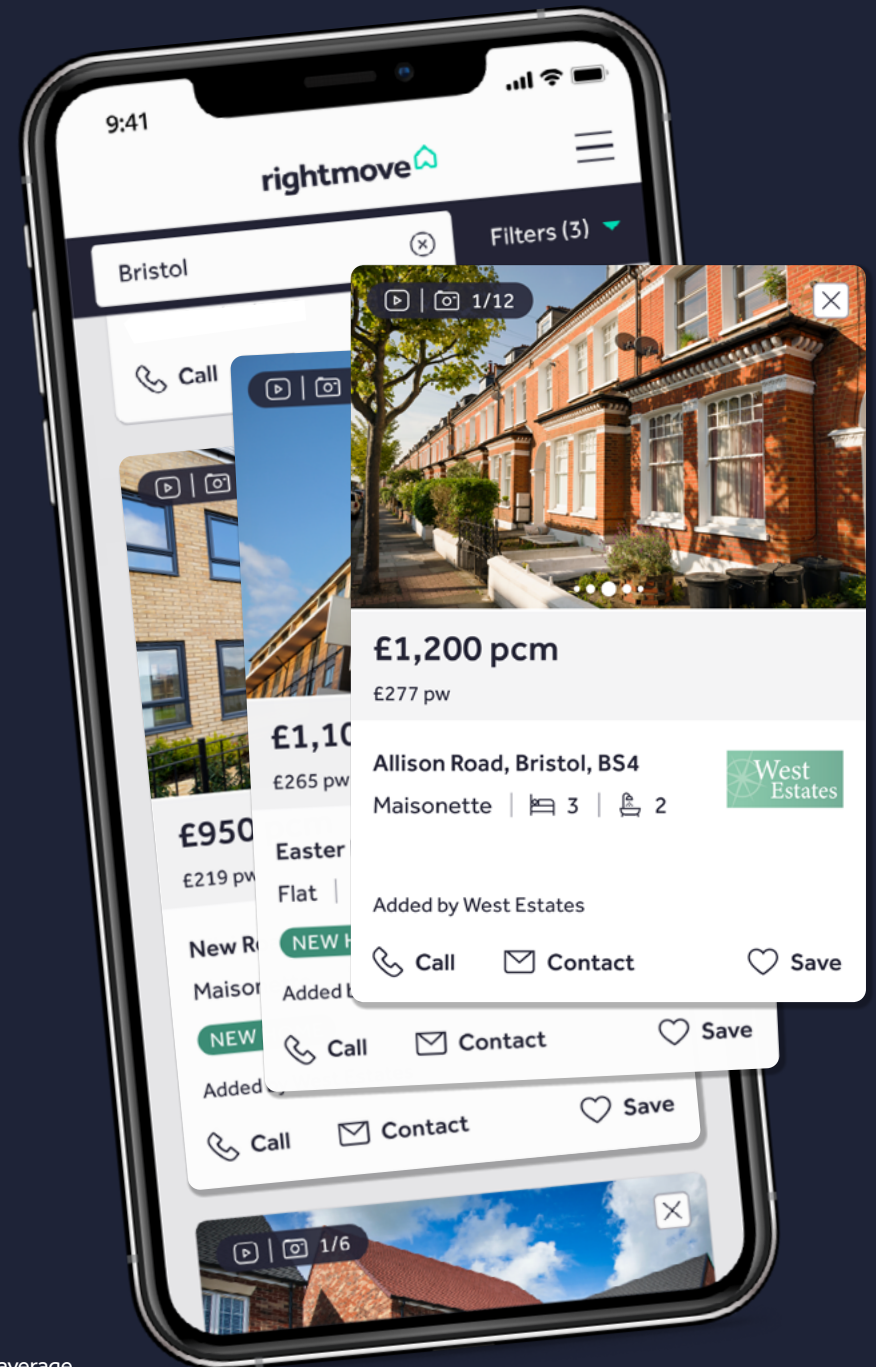 9:41
rightmove
Bristol
Filters (3)
Call
1/12
£1,200 pcm
£277 pw
Allison Road, Bristol, BS4
Maisonette 3 2
West
Estates
Added by West Estates
Call Contact Save
£1,10
£265 pw
Easter
Flat
NEW H
Added b
Call Contact Save
£950
£219 pw
New R
Maison
NEW
Added
Call Contact Save
1/6
average